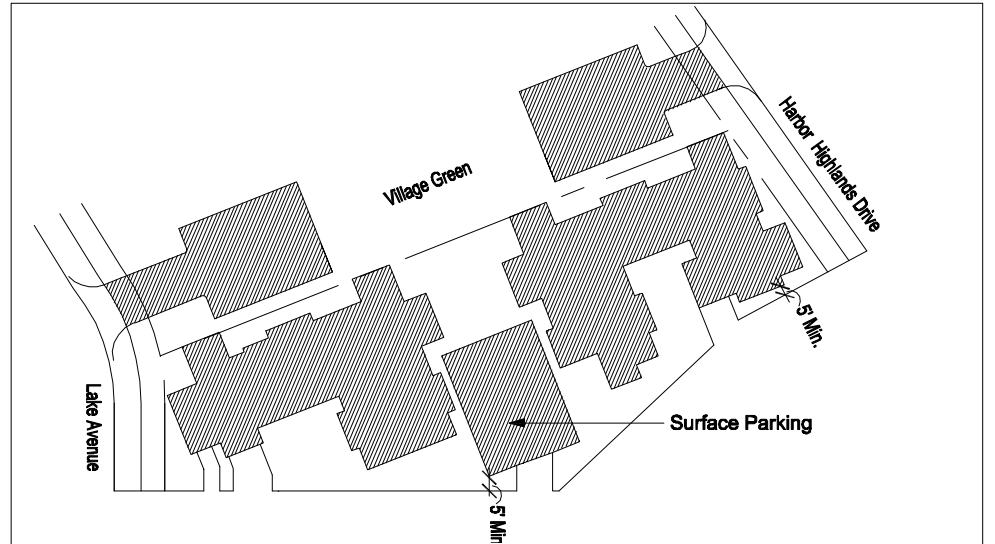 Harbor Highlands Drive
Village Green
5' Min.
Lake Avenue
Surface Parking
5' Min